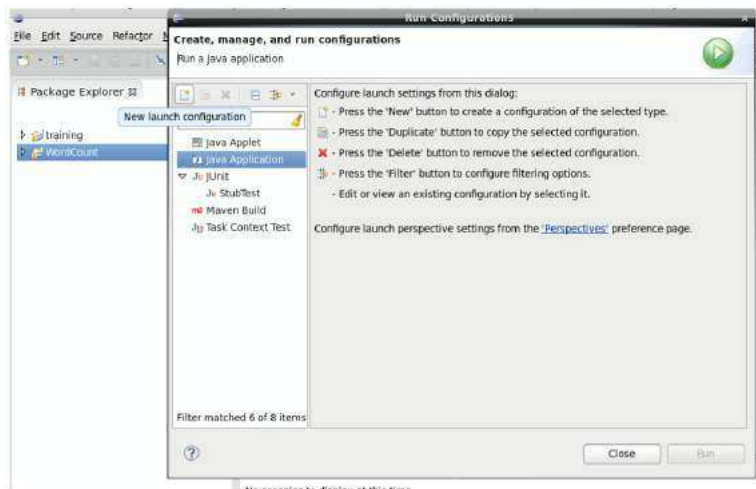 Run Configurations
File Edit Source Refactor
Create, manage, and run configurations
Run a Java application
Package Explorer
New launch configuration
training
WordCount
Java Applet
Java Application
JUnit
StubTest
Maven Build
Task Context Test
Filter matched 6 of 8 items
Configure launch settings from this dialog:
- Press the 'New' button to create a configuration of the selected type.
- Press the 'Duplicate' button to copy the selected configuration.
- Press the 'Delete' button to remove the selected configuration.
- Press the 'Filter' button to configure filtering options.
- Edit or view an existing configuration by selecting it.
Configure launch perspective settings from the 'Perspectives' preference page.
Close
Run
to display at this time.